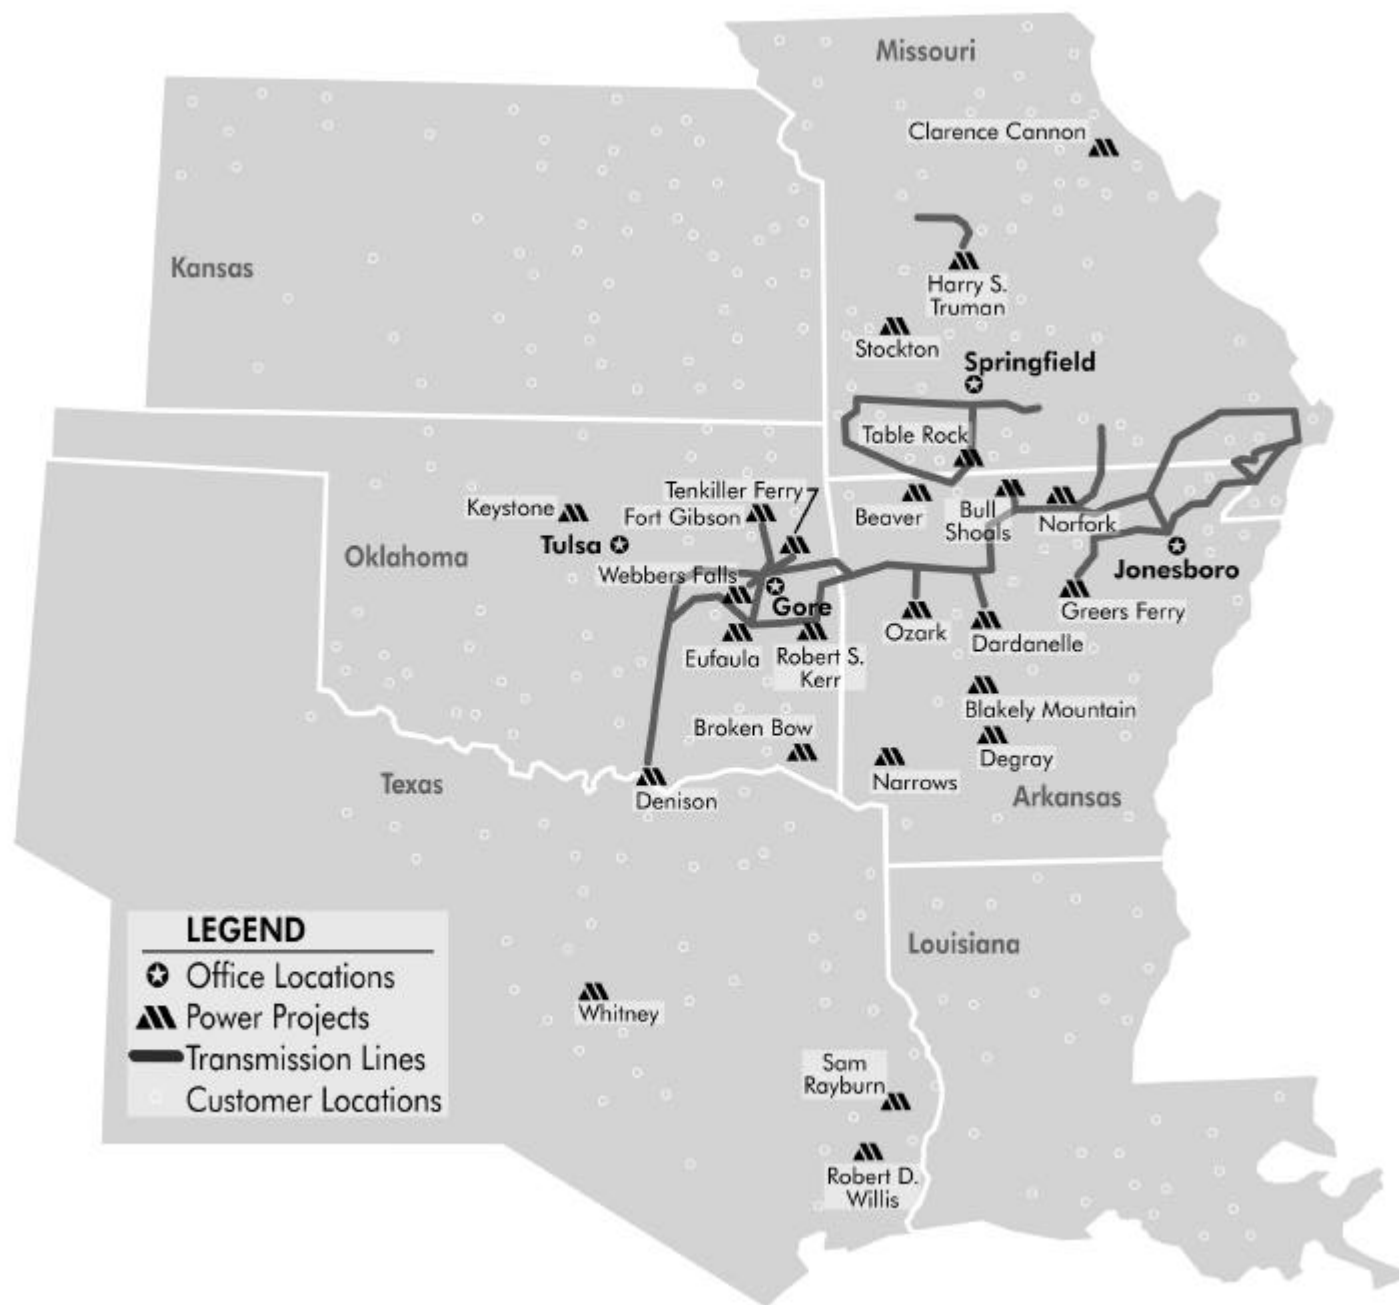 Missouri
Clarence Cannon
Kansas
Harry S.
Truman
Stockton
Springfield
Table Rock
Tenkiller Ferry
Keystone
Fort Gibson
Beaver
Bull
Shoals
Norfork
Tulsa
Oklahoma
Webbers Falls
Gore
Jonesboro
Greers Ferry
Ozark
Dardanelle
Eufaula
Robert S.
Kerr
Blakely Mountain
Broken Bow
Degray
Narrows
Texas
Denison
Arkansas
LEGEND
Office Locations
Power Projects
Transmission Lines
Customer Locations
Louisiana
Whitney
Sam
Rayburn
Robert D.
Willis